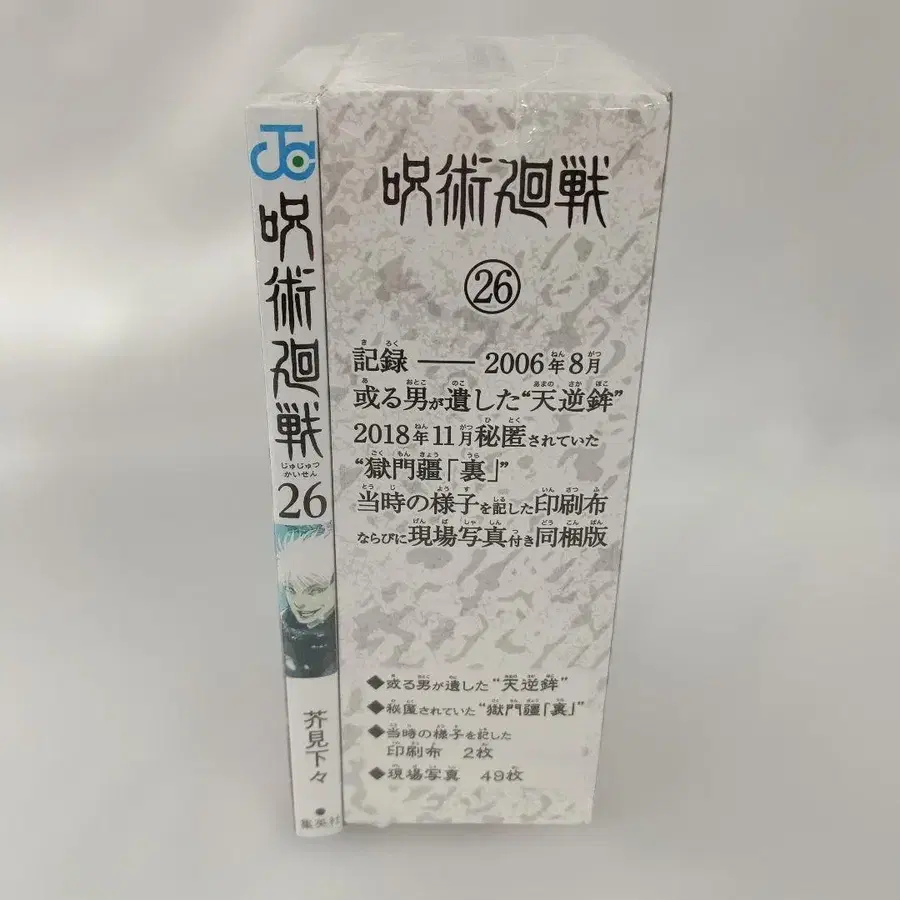 JC
呪術廻戦
じゅじゅつ
かいせん
26
芥見下々
集英社
呪術廻戦
26
記録 —— 2006年8月
或る男が遺した“天逆鉾”
2018年11月秘匿されていた
“獄門疆「裏」”
当時の様子を記した印刷布
ならびに現場写真付き同梱版
◆或る男が遺した“天逆鉾”
◆秘匿されていた“獄門疆「裏」”
◆当時の様子を記した
印刷布 2枚
◆現場写真 49枚